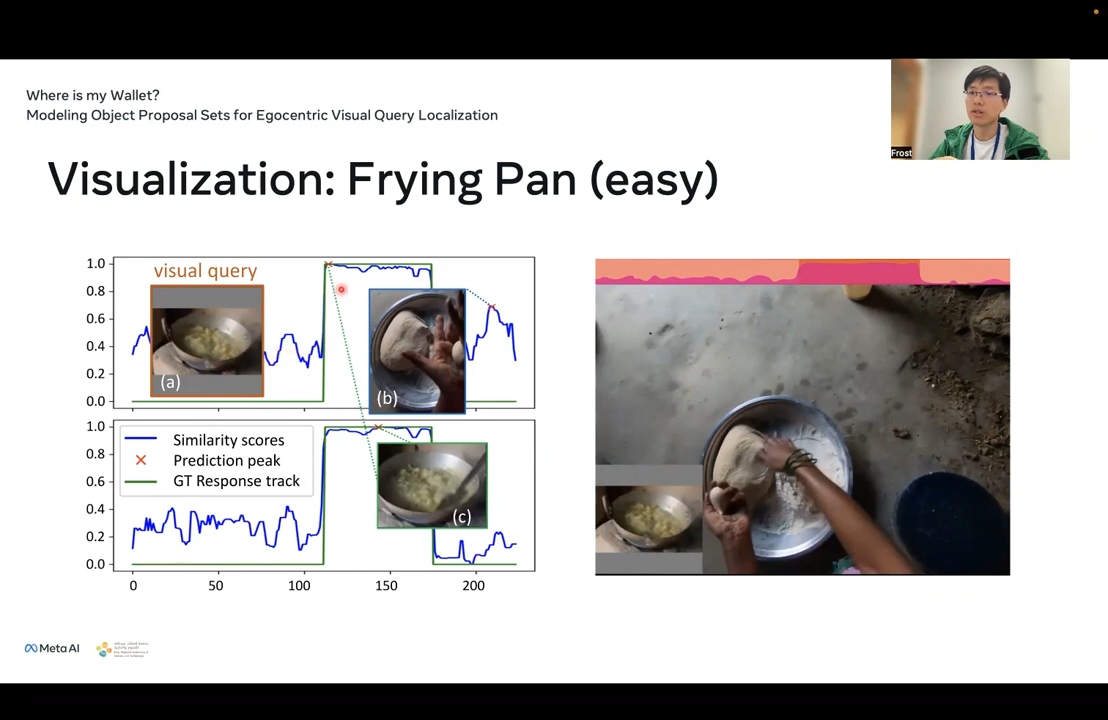 Where is my Wallet?
Modeling Object Proposal Sets for Egocentric Visual Query Localization
Frost
Visualization: Frying Pan (easy)
1.0
0.8
0.6
0.4
0.2
0.0
visual query
(a)
(b)
1.0
0.8
0.6
0.4
0.2
0.0
Similarity scores
Prediction peak
GT Response track
(c)
0
50
100
150
200
Meta AI